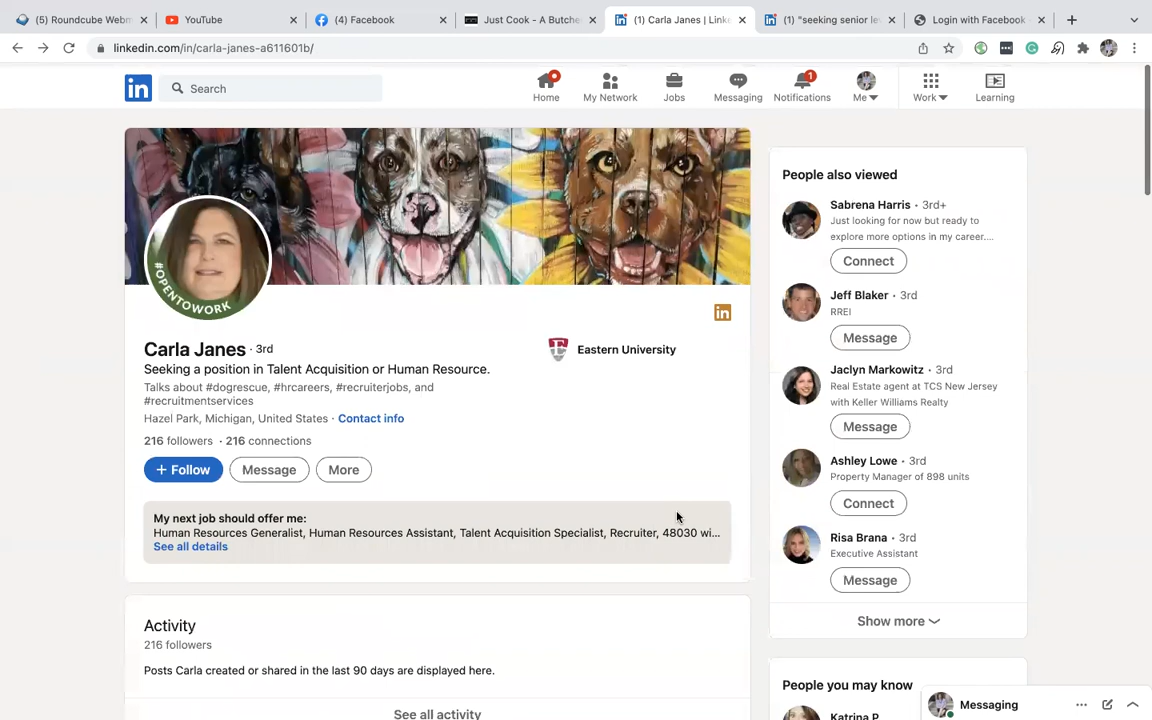 (5) Roundcube Webm
YouTube
(4) Facebook
Just Cook - A Butche
(1) Carla Janes | Linke
(1) "seeking senior le
Login with Facebook
linkedin.com/in/carla-janes-a611601b/
in
Search
Home
My Network
Jobs
Messaging
1
Notifications
Me
Work
Learning
#OPENTOWORK
in
Carla Janes · 3rd
Seeking a position in Talent Acquisition or Human Resource.
Talks about #dogrescue, #hrcareers, #recruiterjobs, and
#recruitmentservices
Hazel Park, Michigan, United States · Contact info
216 followers · 216 connections
+ Follow
Message
More
Eastern University
My next job should offer me:
Human Resources Generalist, Human Resources Assistant, Talent Acquisition Specialist, Recruiter, 48030 wi...
See all details
Activity
216 followers
Posts Carla created or shared in the last 90 days are displayed here.
See all activity
People also viewed
Sabrena Harris · 3rd+
Just looking for now but ready to
explore more options in my career....
Connect
Jeff Blaker · 3rd
RREI
Message
Jaclyn Markowitz · 3rd
Real Estate agent at TCS New Jersey
with Keller Williams Realty
Message
Ashley Lowe · 3rd
Property Manager of 898 units
Connect
Risa Brana · 3rd
Executive Assistant
Message
Show more
People you may know
Katrina P
Messaging